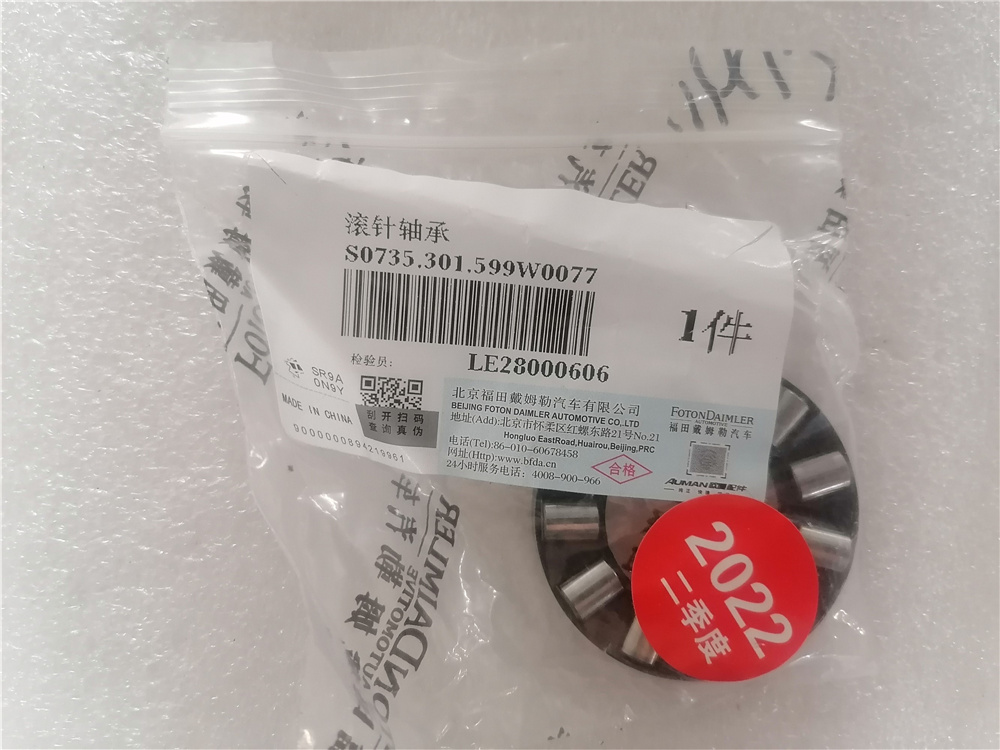 滚针轴承
S0735.301.599W0077
1件
检验员:
LE28000606
SR9A
0N9Y
MADE IN CHINA
刮开扫码
查询真伪
9000000894219961
北京福田戴姆勒汽车有限公司
BEIJING FOTON DAIMLER AUTOMOTIVE CO.,LTD
地址(Add):北京市怀柔区红螺东路21号No.21
Hongluo EastRoad,Huairou,Beijing,PRC
电话(Tel):86-010-60678458
网址(Http):www.bfda.cn
24小时服务电话: 4008-900-966
合格
FOTONDAIMLER
AUTOMOTIVE
福田戴姆勒汽车
AUMAN
配件
2022
二季度